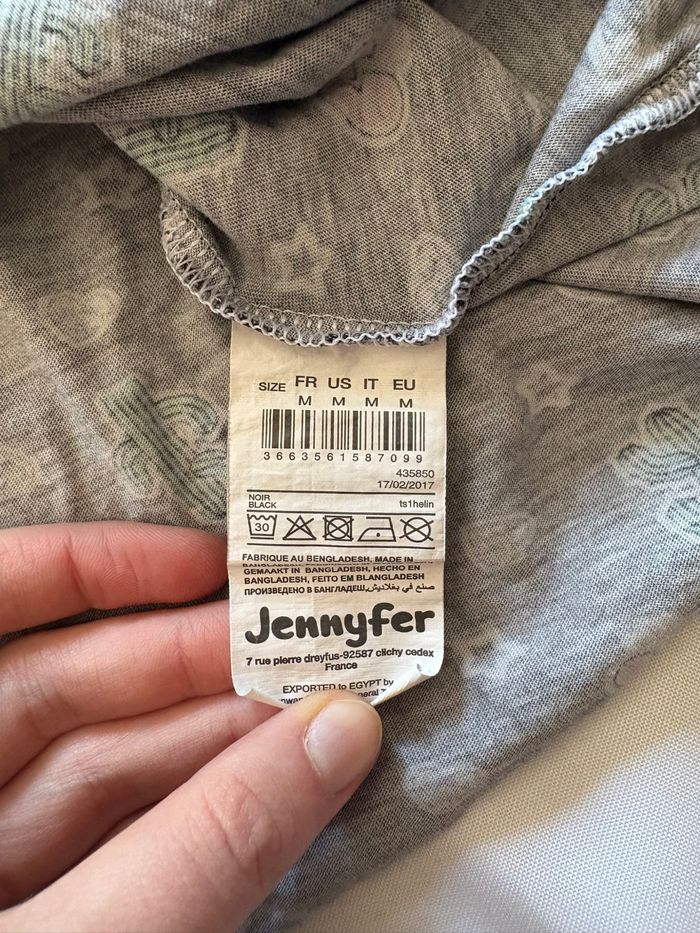 SIZE FR US IT EU
M M M M
3663561587099
435850
17/02/2017
NOIR
BLACK ts1helin
30
FABRIQUE AU BENGLADESH, MADE IN
GEMAAKT IN BANGLADESH, HECHO EN
BANGLADESH, FEITO EM BLANGLADESH
ПРОИЗВЕДЕНО В БАНГЛАДЕШ, صنع في بغلاديش
Jennyfer
7 rue pierre dreyfus-92587 clichy cedex
France
EXPORTED to EGYPT by